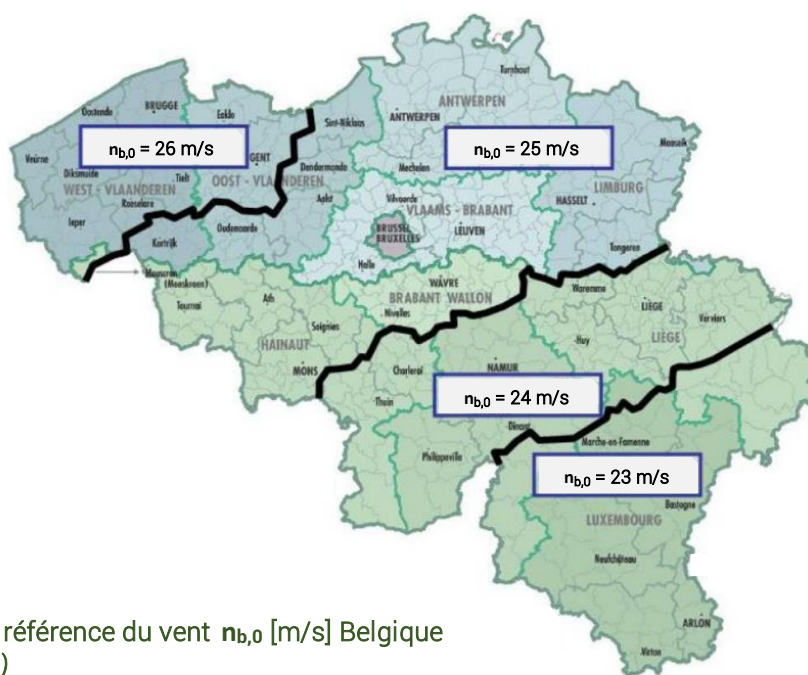 Turnhout
ANTWERPEN
Oostende
BRUGGE
Eeklo
ANTWERPEN
Sint-Niklaas
nb,0 = 26 m/s
nb,0 = 25 m/s
Maaseik
Veurne
GENT
Dendermonde
Mechelen
Diksmuide
Tielt
OOST - VLAANDEREN
WEST - VLAANDEREN
LIMBURG
Roeselare
Aalst
Vilvoorde
HASSELT
VLAAMS - BRABANT
Ieper
Oudenaarde
BRUSSEL
BRUXELLES
LEUVEN
Kortrijk
Tongeren
Halle
Mouscron
(Moeskroen)
WAVRE
Waremme
Ath
BRABANT WALLON
Tournai
LIÈGE
Nivelles
Verviers
Soignies
LIÈGE
HAINAUT
Huy
MONS
Charleroi
NAMUR
Thuin
nb,0 = 24 m/s
Dinant
Marche-en-Famenne
Philippeville
nb,0 = 23 m/s
Bastogne
LUXEMBOURG
Neufchâteau
ARLON
référence du vent nb,0 [m/s] Belgique
Virton
)